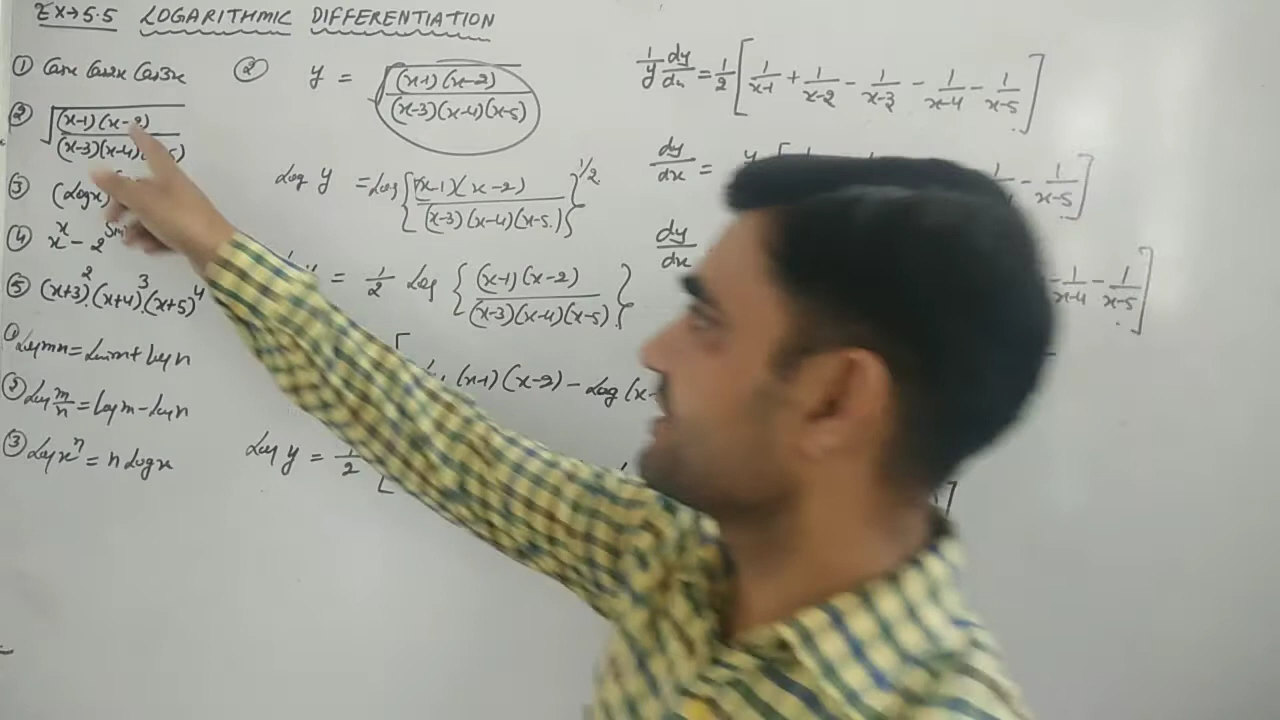 EX→5.5 LOGARITHMIC DIFFERENTIATION
① Cosx Cos2x Cos3x
② √((x-1)(x-2)/(x-3)(x-4)(x-5))
③ (Logx)
④ x^x - 2^Sin
⑤ (x+3)^2.(x+4)^3.(x+5)^4
① Log mn = Log m + Log n
② Log m/n = Log m - Log n
③ Log x^n = n Log x
② y = √((x-1)(x-2)/(x-3)(x-4)(x-5))
Log y = Log {(x-1)(x-2)/(x-3)(x-4)(x-5)}^1/2
= 1/2 Log {(x-1)(x-2)/(x-3)(x-4)(x-5)}
[ (x-1)(x-2) - Log (x-
Log y = 1/2 [
1/y dy/dx = 1/2 [1/x-1 + 1/x-2 - 1/x-3 - 1/x-4 - 1/x-5]
dy/dx = y [ - 1/x-5]
dy/dx - 1/x-4 - 1/x-5]